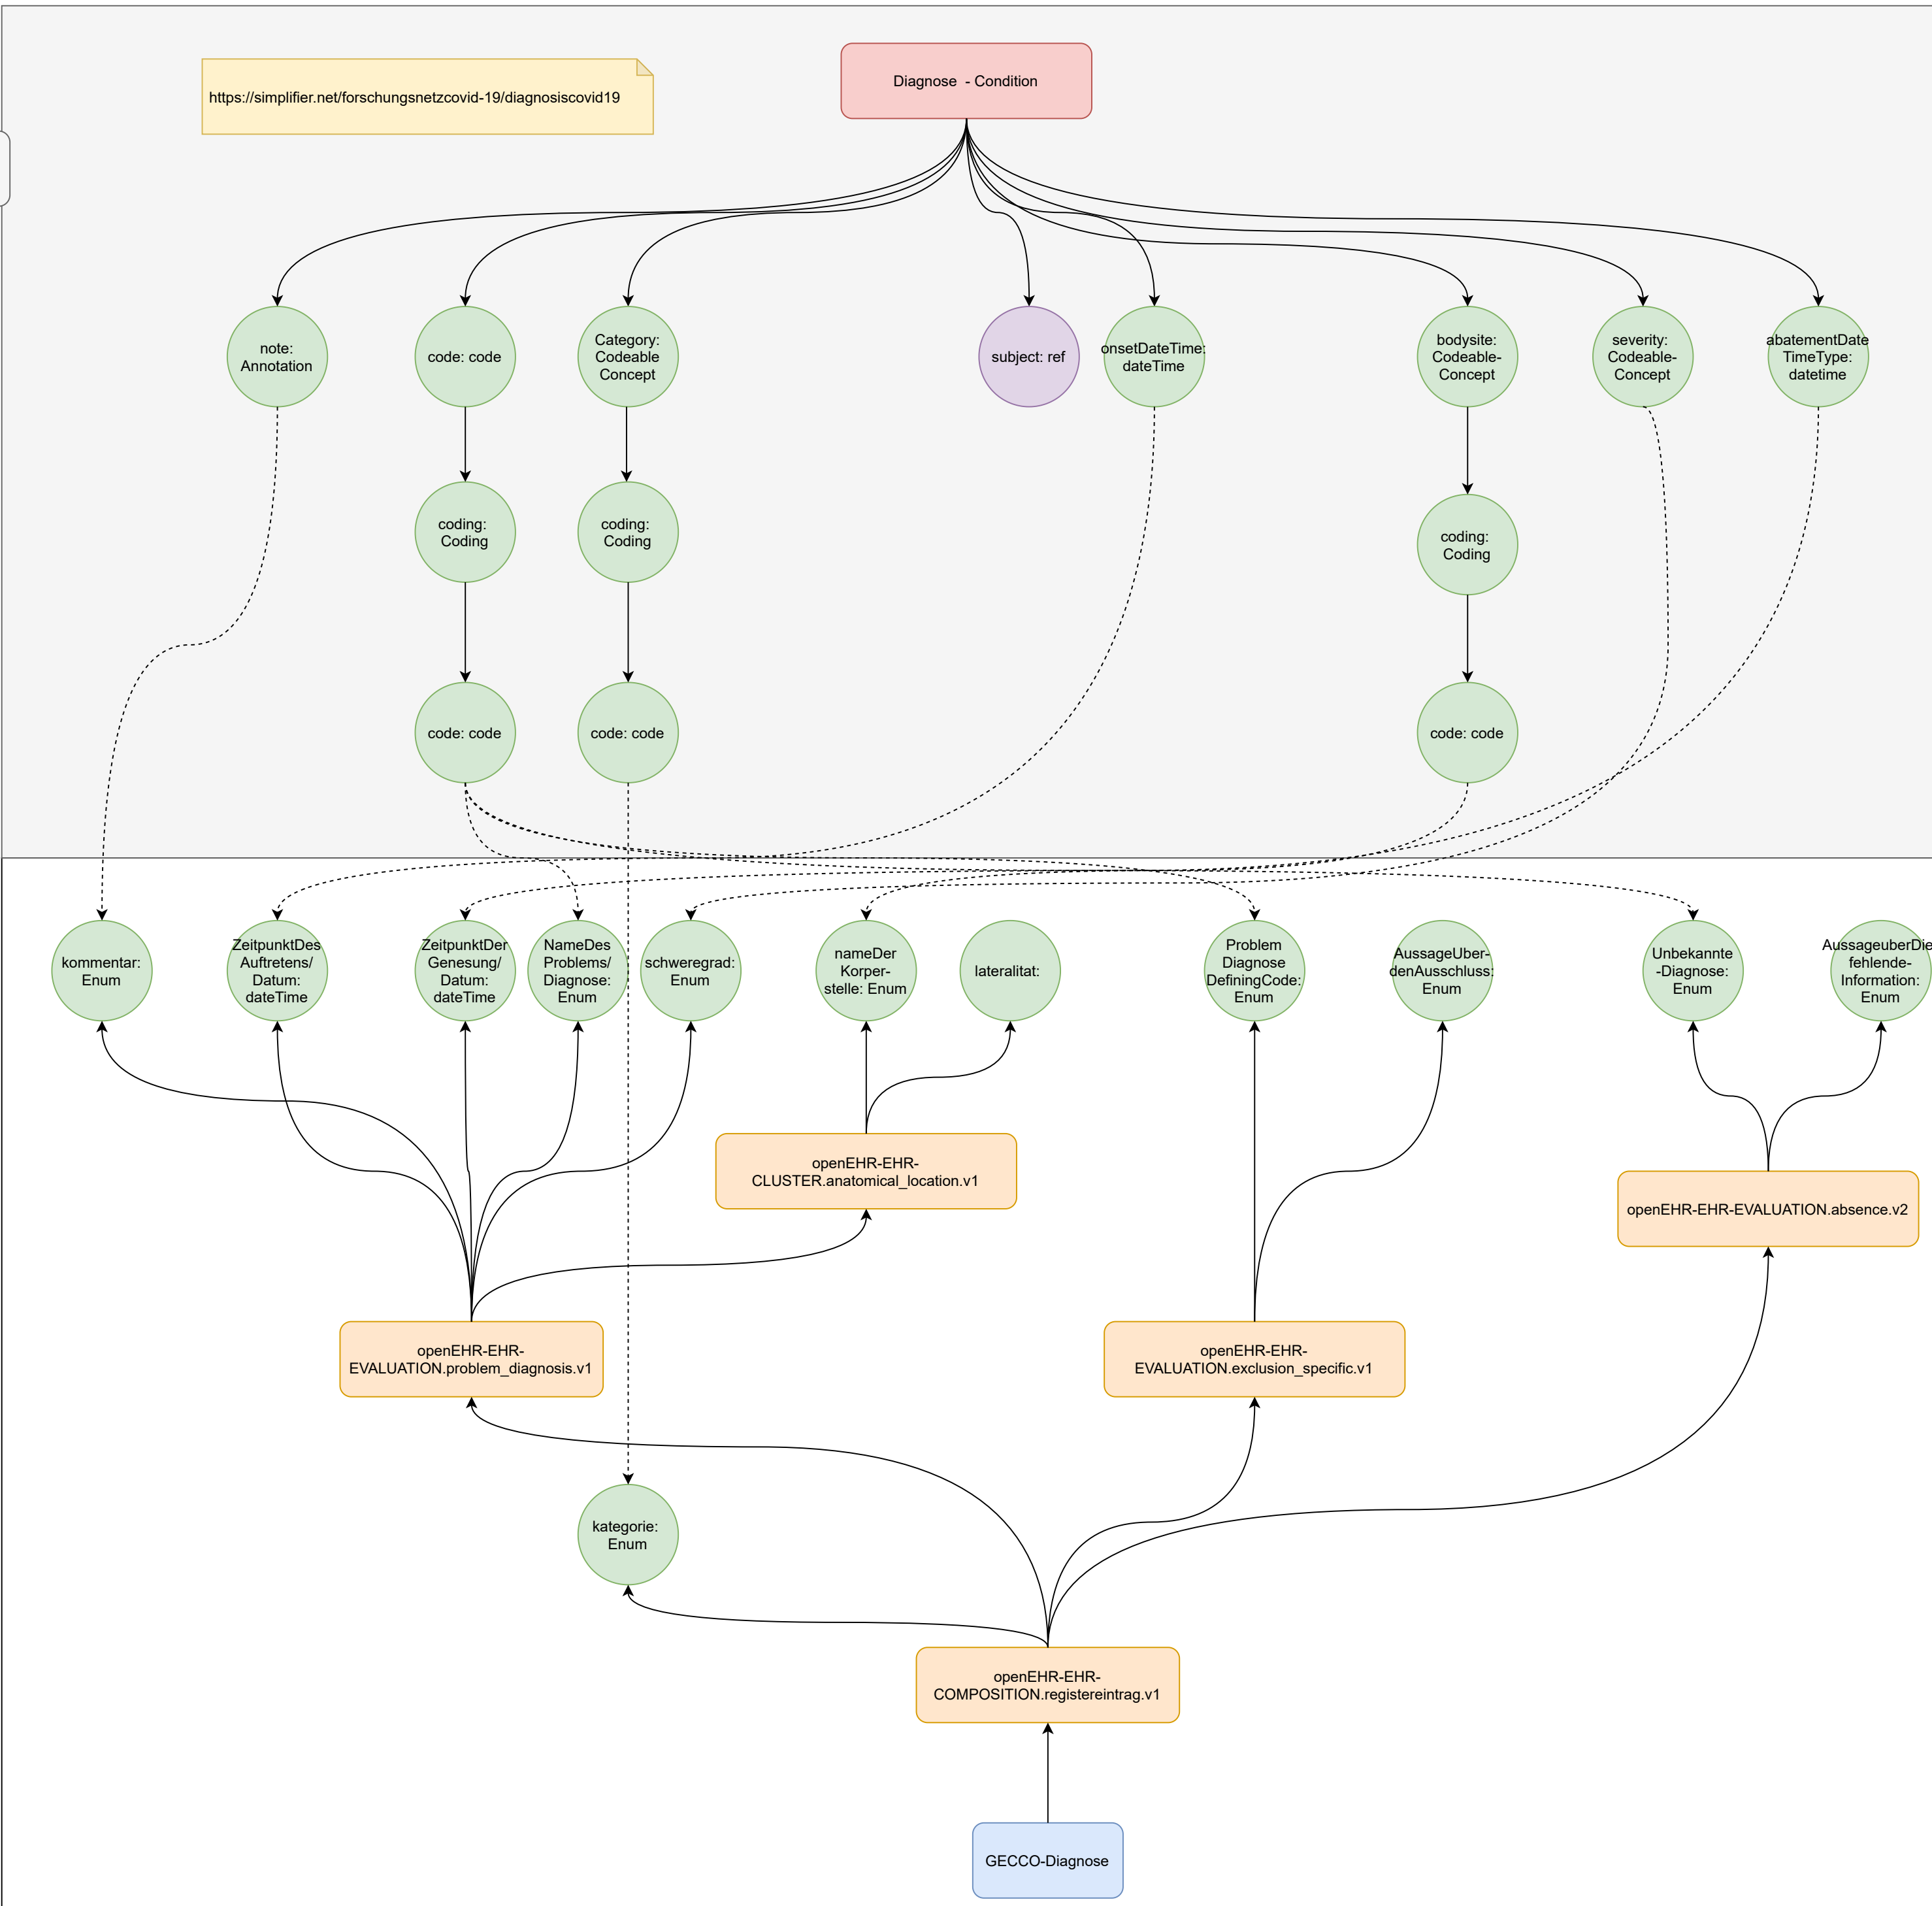 Diagnose  - Condition
https://simplifier.net/forschungsnetzcovid-19/diagnosiscovid19
note:
Annotation
code: code
Category:
Codeable
Concept
subject: ref
onsetDateTime:
dateTime
bodysite:
Codeable-
Concept
severity:
Codeable-
Concept
abatementDate
TimeType:
datetime
coding:
Coding
coding:
Coding
coding:
Coding
code: code
code: code
code: code
kommentar:
Enum
ZeitpunktDes
Auftretens/
Datum:
dateTime
ZeitpunktDer
Genesung/
Datum:
dateTime
NameDes
Problems/
Diagnose:
Enum
schweregrad:
Enum
nameDer
Korper-
stelle: Enum
lateralitat:
Problem
Diagnose
DefiningCode:
Enum
AussageUber-
denAusschluss:
Enum
Unbekannte
-Diagnose:
Enum
AussageuberDie
fehlende-
Information:
Enum
openEHR-EHR-
CLUSTER.anatomical_location.v1
openEHR-EHR-EVALUATION.absence.v2
openEHR-EHR-
EVALUATION.problem_diagnosis.v1
openEHR-EHR-
EVALUATION.exclusion_specific.v1
kategorie:
Enum
openEHR-EHR-
COMPOSITION.registereintrag.v1
GECCO-Diagnose